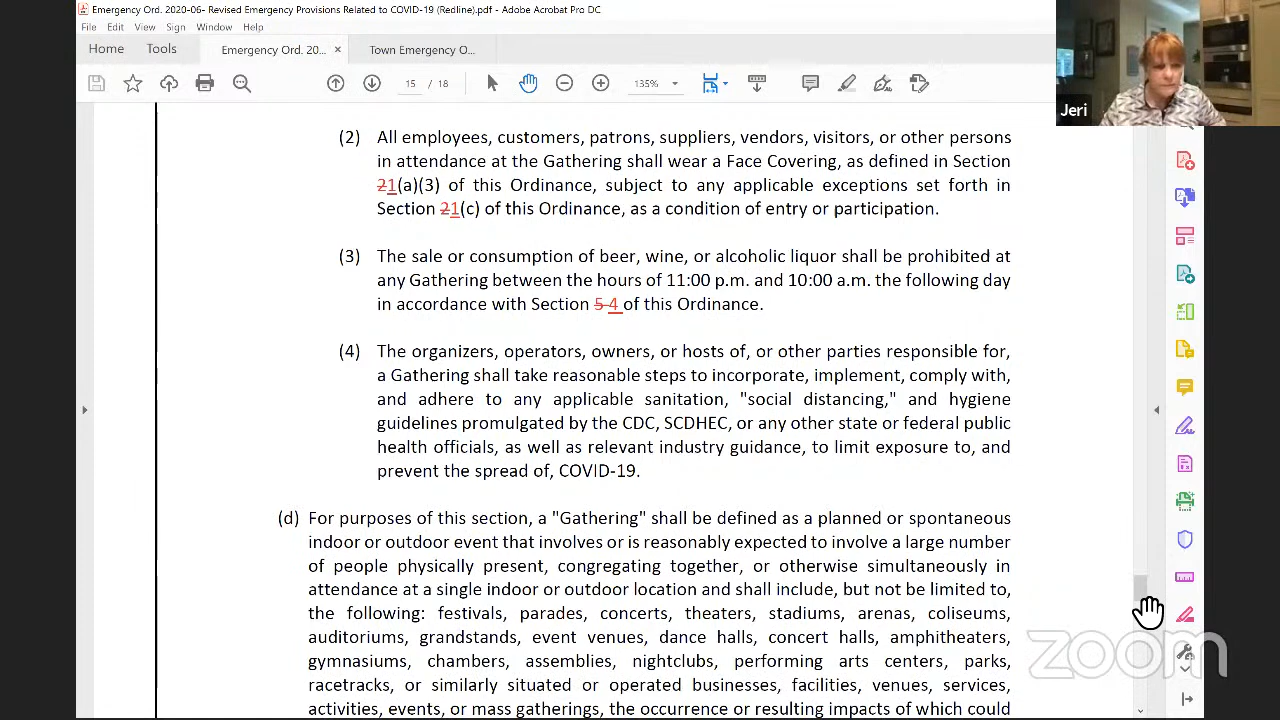 Emergency Ord. 2020-06- Revised Emergency Provisions Related to COVID-19 (Redline).pdf - Adobe Acrobat Pro DC
File Edit View Sign Window Help
Home Tools Emergency Ord. 20... × Town Emergency O...
15 / 18 135%
Jeri
(2) All employees, customers, patrons, suppliers, vendors, visitors, or other persons
in attendance at the Gathering shall wear a Face Covering, as defined in Section
21(a)(3) of this Ordinance, subject to any applicable exceptions set forth in
Section 21(c) of this Ordinance, as a condition of entry or participation.
(3) The sale or consumption of beer, wine, or alcoholic liquor shall be prohibited at
any Gathering between the hours of 11:00 p.m. and 10:00 a.m. the following day
in accordance with Section 5 4 of this Ordinance.
(4) The organizers, operators, owners, or hosts of, or other parties responsible for,
a Gathering shall take reasonable steps to incorporate, implement, comply with,
and adhere to any applicable sanitation, "social distancing," and hygiene
guidelines promulgated by the CDC, SCDHEC, or any other state or federal public
health officials, as well as relevant industry guidance, to limit exposure to, and
prevent the spread of, COVID-19.
(d) For purposes of this section, a "Gathering" shall be defined as a planned or spontaneous
indoor or outdoor event that involves or is reasonably expected to involve a large number
of people physically present, congregating together, or otherwise simultaneously in
attendance at a single indoor or outdoor location and shall include, but not be limited to,
the following: festivals, parades, concerts, theaters, stadiums, arenas, coliseums,
auditoriums, grandstands, event venues, dance halls, concert halls, amphitheaters,
gymnasiums, chambers, assemblies, nightclubs, performing arts centers, parks,
racetracks, or similarly situated or operated businesses, facilities, venues, services,
activities, events, or mass gatherings, the occurrence or resulting impacts of which could
zoom